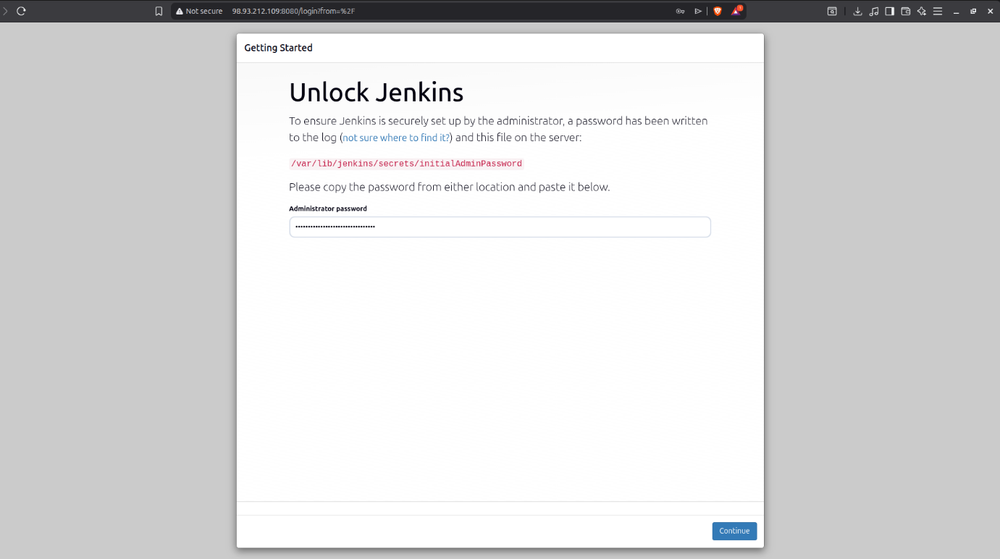 Not secure 98.93.212.109:8080/login?from=%2F
1
Getting Started
Unlock Jenkins
To ensure Jenkins is securely set up by the administrator, a password has been written
to the log (not sure where to find it?) and this file on the server:
/var/lib/jenkins/secrets/initialAdminPassword
Please copy the password from either location and paste it below.
Administrator password
Continue